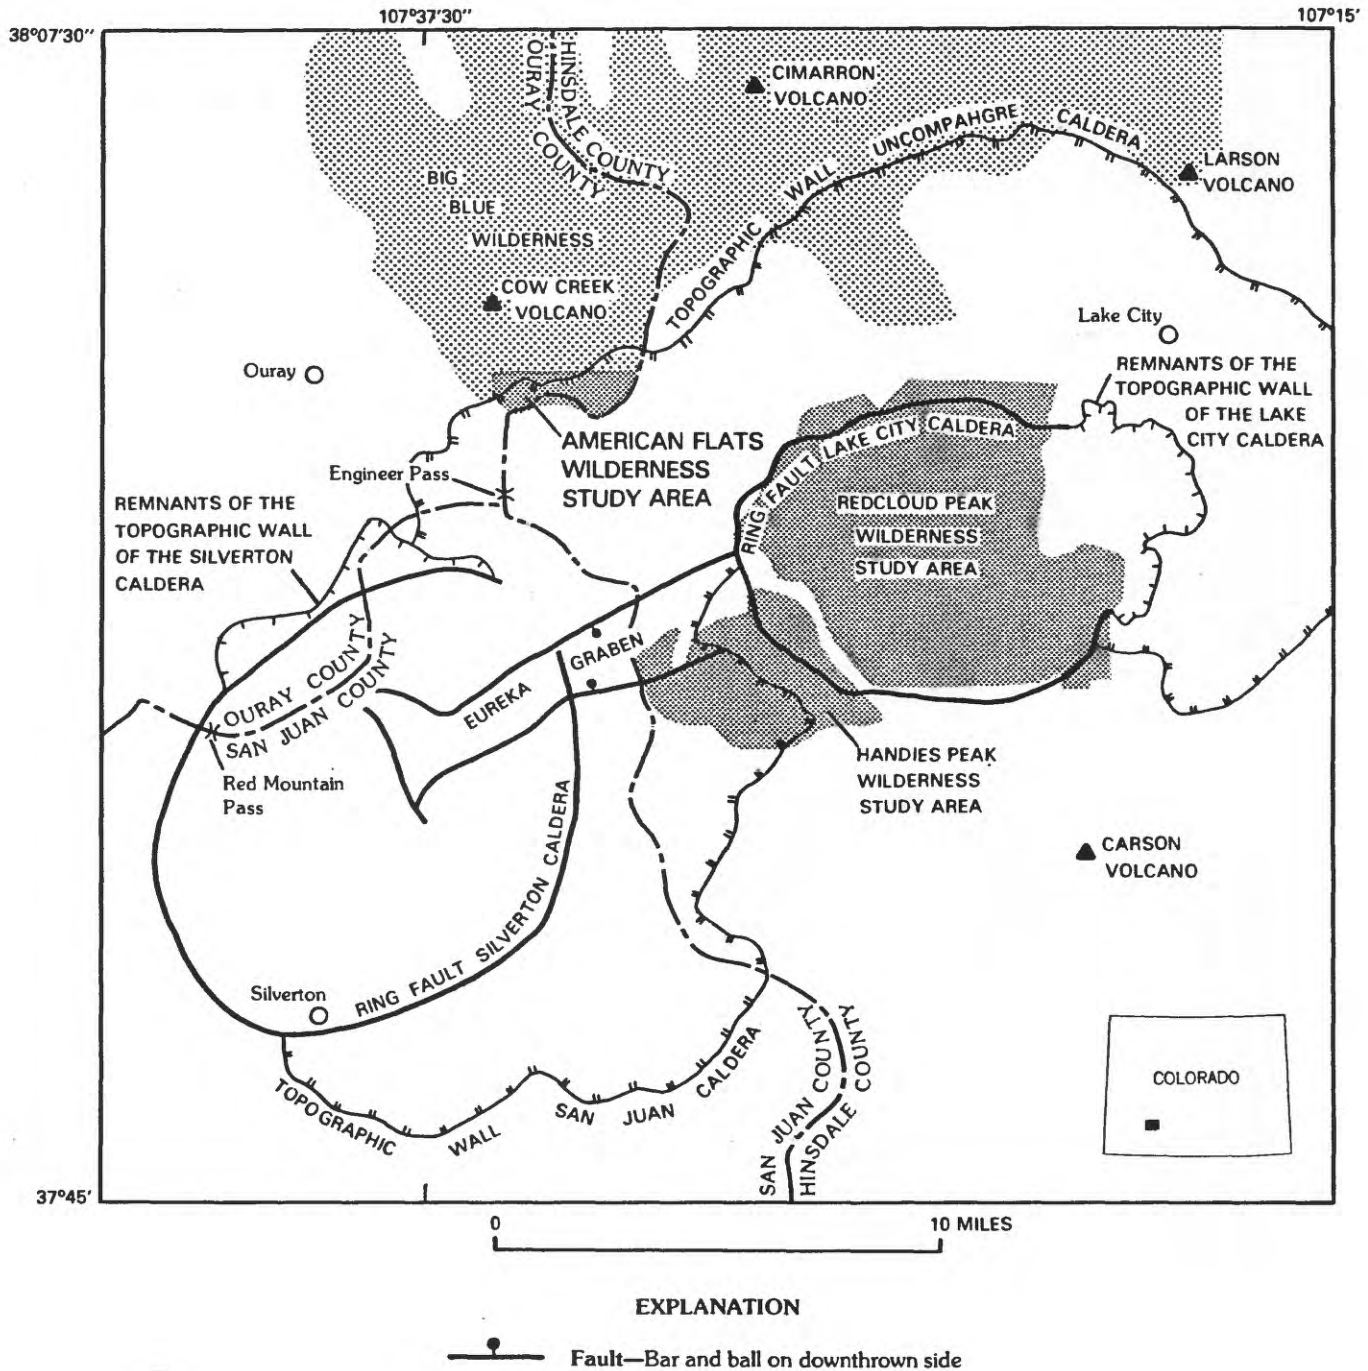 107°37'30"
107°15'
38°07'30"
OURAY COUNTY
HINSDALE COUNTY
CIMARRON
VOLCANO
TOPOGRAPHIC WALL UNCOMPAHGRE CALDERA
LARSON
VOLCANO
BIG
BLUE
WILDERNESS
COW CREEK
VOLCANO
Lake City
Ouray
REMNANTS OF THE
TOPOGRAPHIC WALL
OF THE LAKE
CITY CALDERA
AMERICAN FLATS
WILDERNESS
STUDY AREA
Engineer Pass
RING FAULT LAKE CITY CALDERA
REMNANTS OF THE
TOPOGRAPHIC WALL
OF THE SILVERTON
CALDERA
REDCLOUD PEAK
WILDERNESS
STUDY AREA
OURAY COUNTY
SAN JUAN COUNTY
EUREKA GRABEN
Red Mountain
Pass
HANDIES PEAK
WILDERNESS
STUDY AREA
CARSON
VOLCANO
RING FAULT SILVERTON CALDERA
Silverton
TOPOGRAPHIC WALL SAN JUAN CALDERA
SAN JUAN COUNTY
HINSDALE COUNTY
COLORADO
37°45'
0
10 MILES
EXPLANATION
Fault—Bar and ball on downthrown side